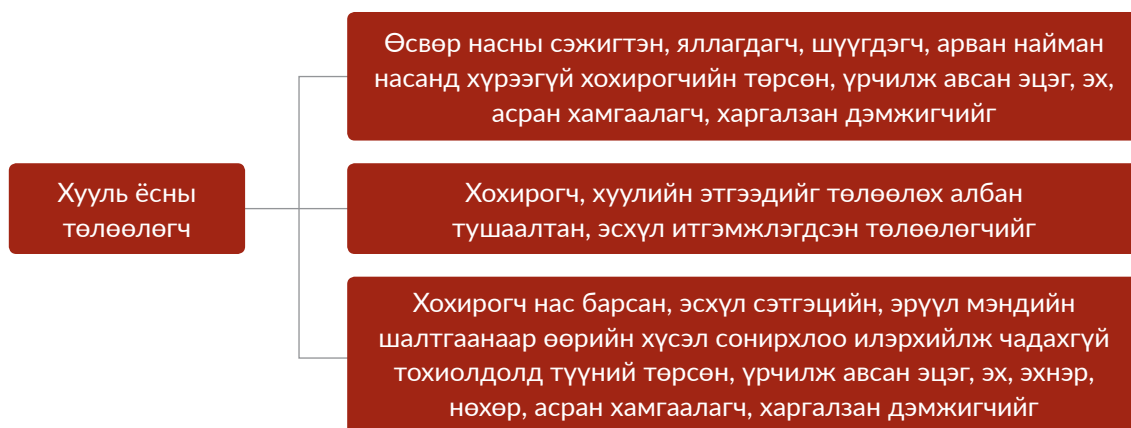 Хууль ёсны
төлөөлөгч
Өсвөр насны сэжигтэн, яллагдагч, шүүгдэгч, арван найман
насанд хүрээгүй хохирогчийн төрсөн, үрчилж авсан эцэг, эх,
асран хамгаалагч, харгалзан дэмжигчийг
Хохирогч, хуулийн этгээдийг төлөөлөх албан
тушаалтан, эсхүл итгэмжлэгдсэн төлөөлөгчийг
Хохирогч нас барсан, эсхүл сэтгэцийн, эрүүл мэндийн
шалтгаанаар өөрийн хүсэл сонирхлоо илэрхийлж чадахгүй
тохиолдолд түүний төрсөн, үрчилж авсан эцэг, эх, эхнэр,
нөхөр, асран хамгаалагч, харгалзан дэмжигчийг